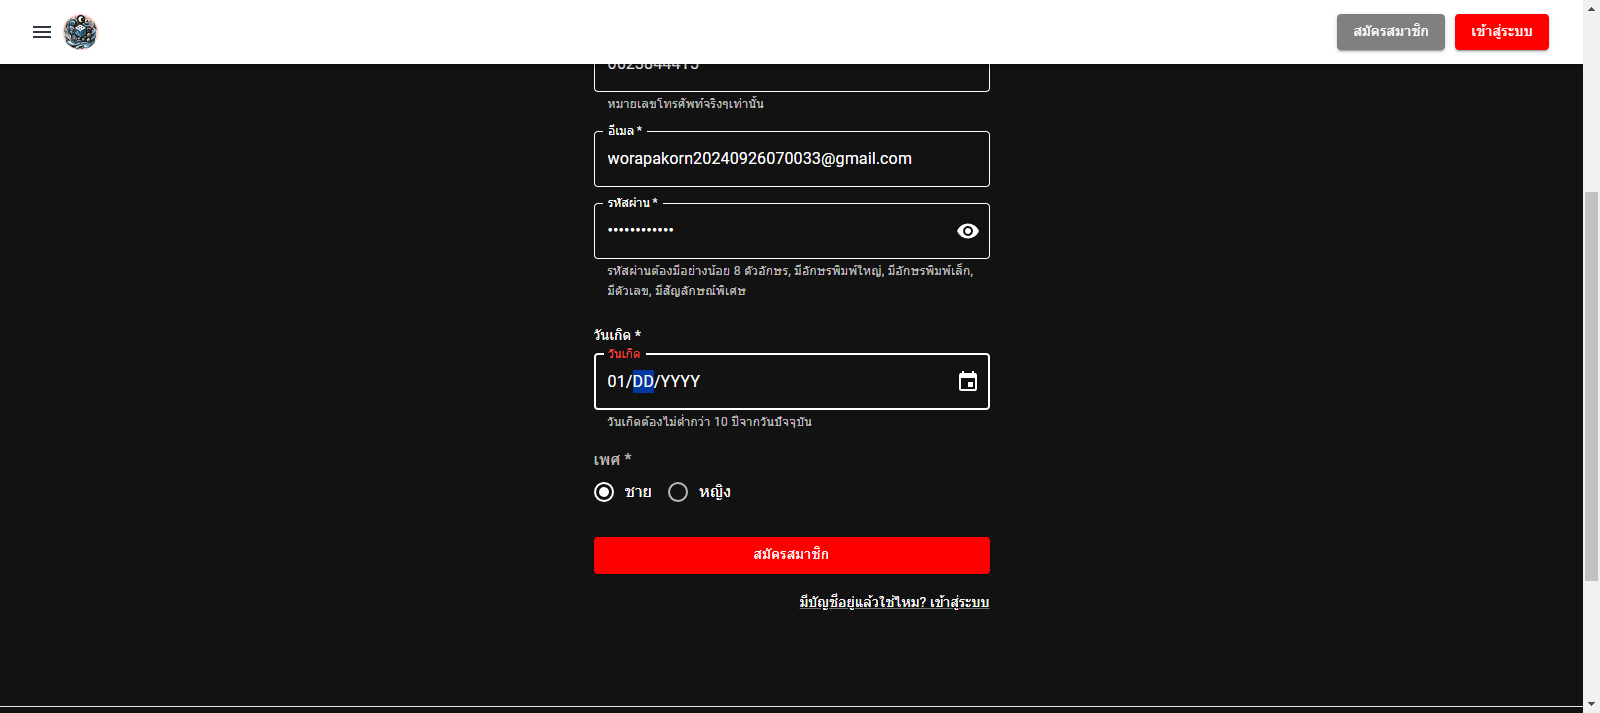 สมัครสมาชิก
เข้าสู่ระบบ
หมายเลขโทรศัพท์จริงๆเท่านั้น
อีเมล *
worapakorn20240926070033@gmail.com
รหัสผ่าน *
••••••••••••
รหัสผ่านต้องมีอย่างน้อย 8 ตัวอักษร, มีอักษรพิมพ์ใหญ่, มีอักษรพิมพ์เล็ก,
มีตัวเลข, มีสัญลักษณ์พิเศษ
วันเกิด *
วันเกิด
01/DD/YYYY
วันเกิดต้องไม่ต่ำกว่า 10 ปีจากวันปัจจุบัน
เพศ *
ชาย
หญิง
สมัครสมาชิก
มีบัญชีอยู่แล้วใช่ไหม? เข้าสู่ระบบ